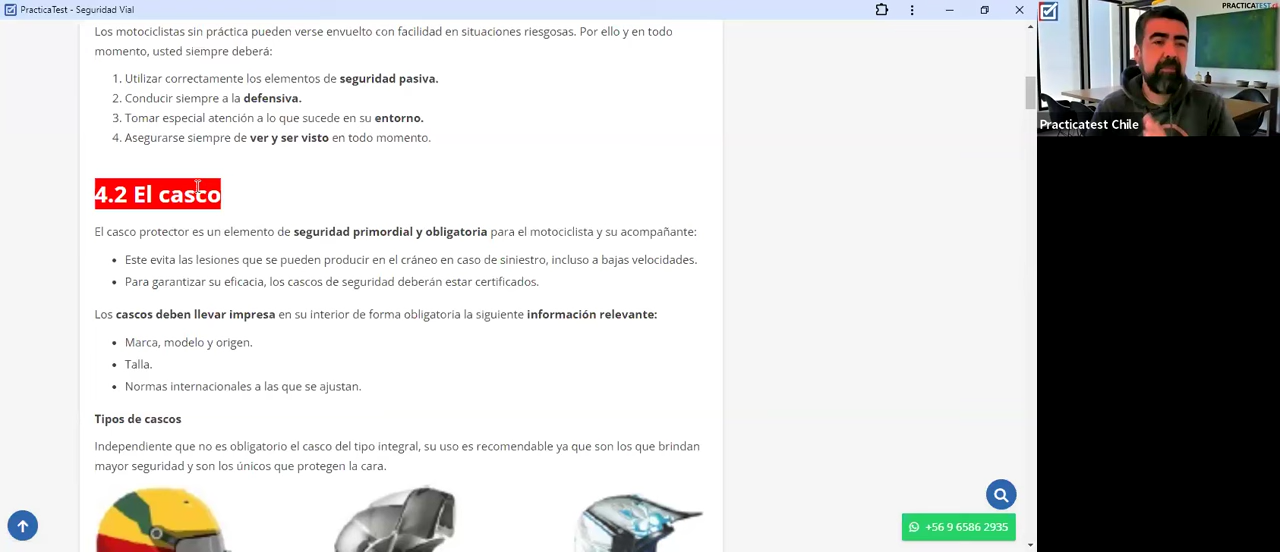 PracticaTest - Seguridad Vial
PRACTICATEST
Los motociclistas sin práctica pueden verse envuelto con facilidad en situaciones riesgosas. Por ello y en todo
momento, usted siempre deberá:
1. Utilizar correctamente los elementos de seguridad pasiva.
2. Conducir siempre a la defensiva.
3. Tomar especial atención a lo que sucede en su entorno.
4. Asegurarse siempre de ver y ser visto en todo momento.
Practicatest Chile
4.2 El casco
El casco protector es un elemento de seguridad primordial y obligatoria para el motociclista y su acompañante:
• Este evita las lesiones que se pueden producir en el cráneo en caso de siniestro, incluso a bajas velocidades.
• Para garantizar su eficacia, los cascos de seguridad deberán estar certificados.
Los cascos deben llevar impresa en su interior de forma obligatoria la siguiente información relevante:
• Marca, modelo y origen.
• Talla.
• Normas internacionales a las que se ajustan.
Tipos de cascos
Independiente que no es obligatorio el casco del tipo integral, su uso es recomendable ya que son los que brindan
mayor seguridad y son los únicos que protegen la cara.
+56 9 6586 2935